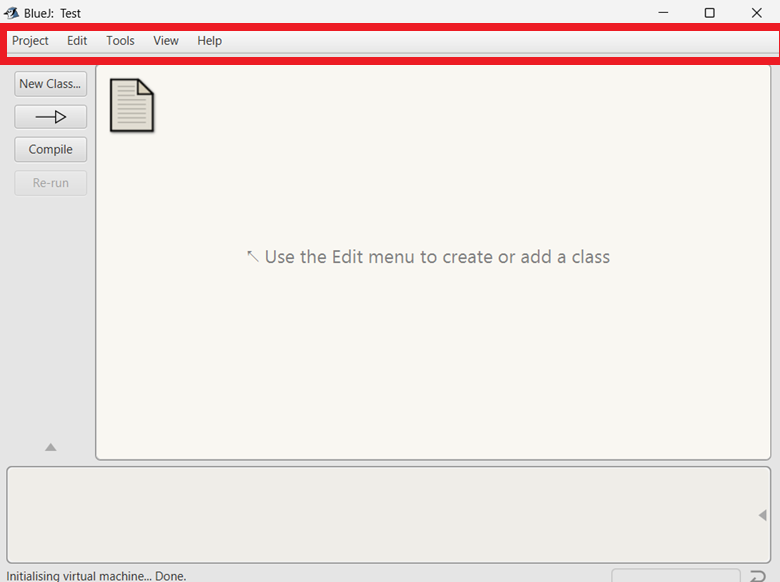 BlueJ: Test
Project Edit Tools View Help
New Class...
Compile
Re-run
Use the Edit menu to create or add a class
Initialising virtual machine... Done.